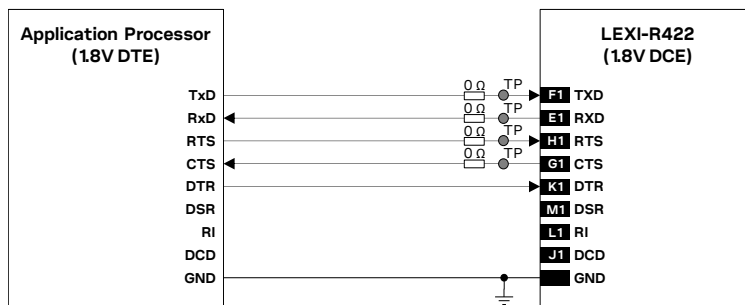 Application Processor
(1.8V DTE)
LEXI-R422
(1.8V DCE)
TxD 0 Ω TP F1 TXD
RxD 0 Ω TP E1 RXD
RTS 0 Ω TP H1 RTS
CTS 0 Ω TP G1 CTS
DTR K1 DTR
DSR M1 DSR
RI L1 RI
DCD J1 DCD
GND GND